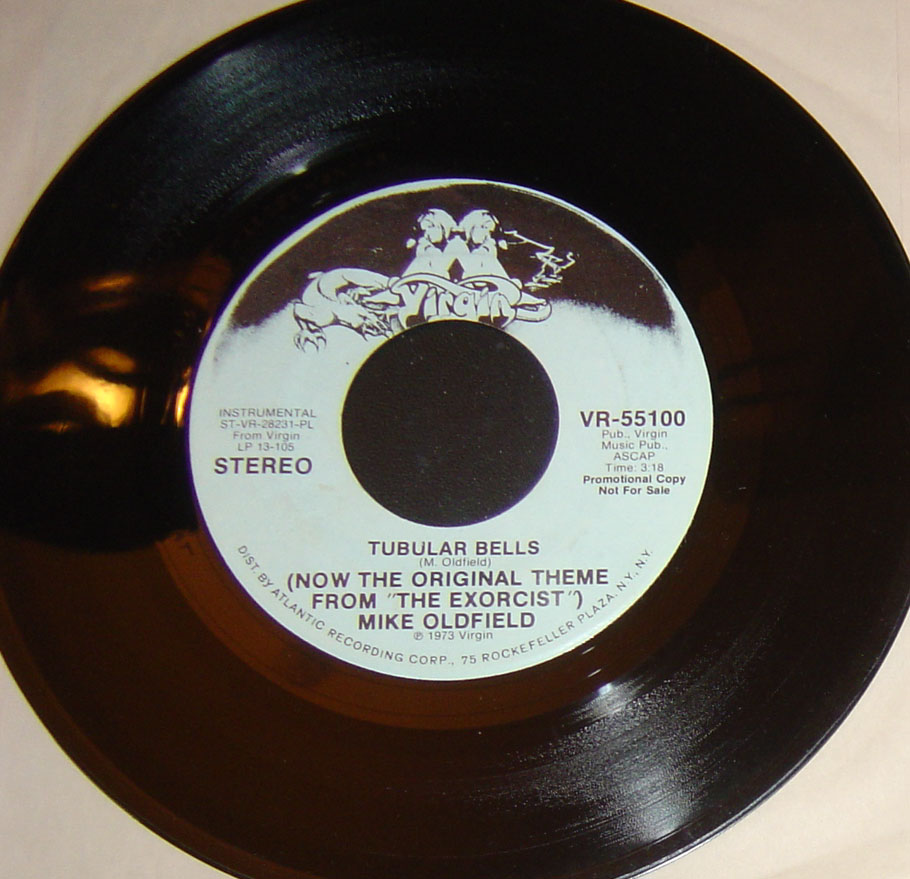 Virgin
INSTRUMENTAL
ST-VR-28231-PL
From Virgin
LP 13-105
STEREO
VR-55100
Pub., Virgin
Music Pub.,
ASCAP
Time: 3:18
Promotional Copy
Not For Sale
TUBULAR BELLS
(M. Oldfield)
(NOW THE ORIGINAL THEME
FROM "THE EXORCIST")
MIKE OLDFIELD
℗ 1973 Virgin
DIST. BY ATLANTIC RECORDING CORP., 75 ROCKEFELLER PLAZA, N.Y., N.Y.